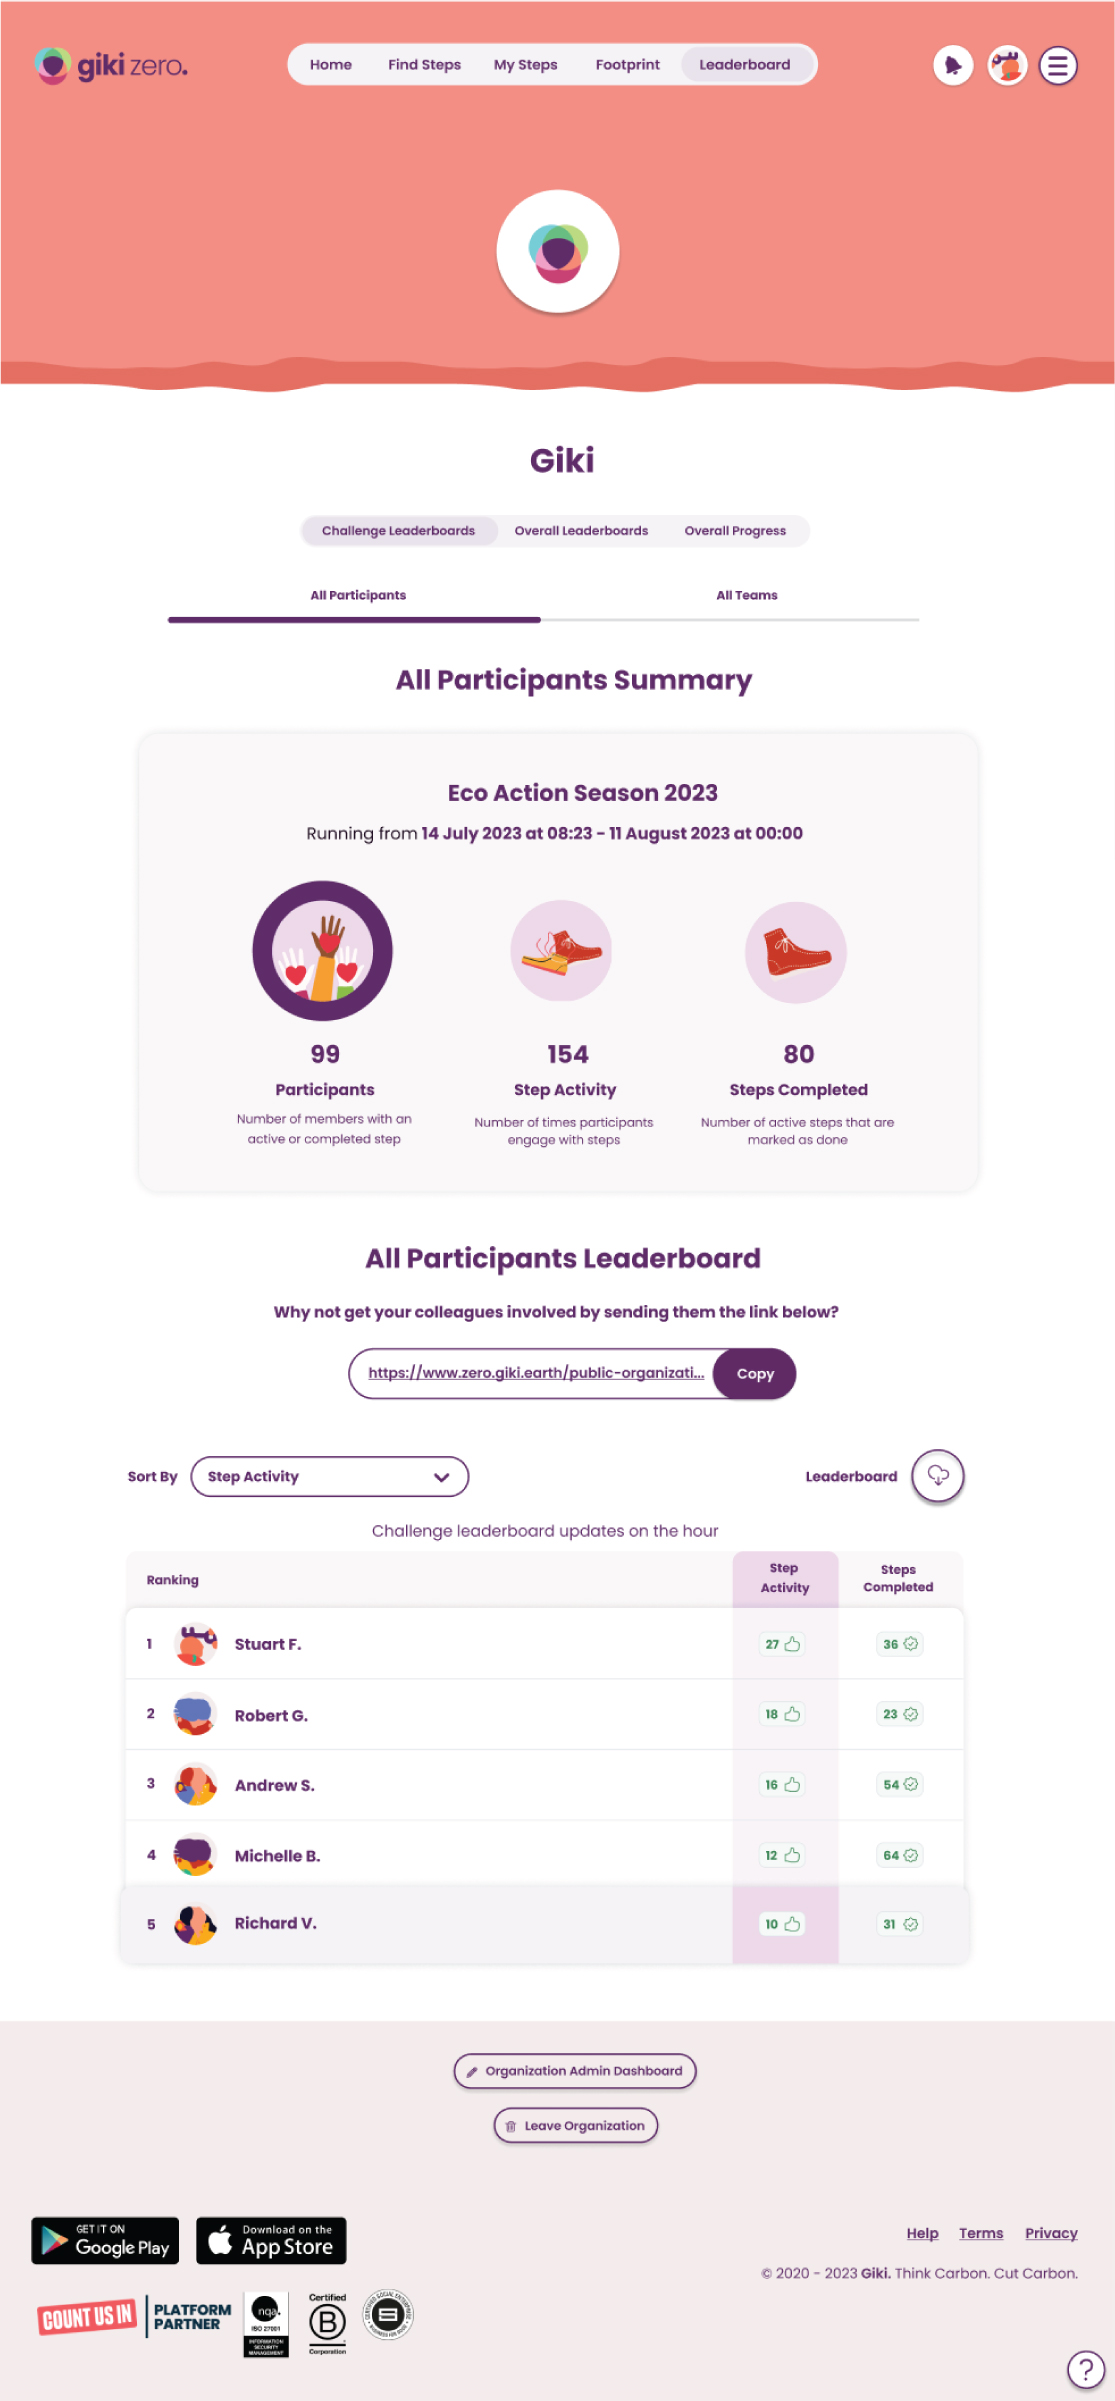 giki zero.
Home Find Steps My Steps Footprint Leaderboard
Giki
Challenge Leaderboards Overall Leaderboards Overall Progress
All Participants All Teams
All Participants Summary
Eco Action Season 2023
Running from 14 July 2023 at 08:23 - 11 August 2023 at 00:00
99 154 80
Participants Step Activity Steps Completed
Number of members with an
active or completed step
Number of times participants
engage with steps
Number of active steps that are
marked as done
All Participants Leaderboard
Why not get your colleagues involved by sending them the link below?
https://www.zero.giki.earth/public-organizati... Copy
Sort By Step Activity Leaderboard
Challenge leaderboard updates on the hour
Ranking
Step
Activity
Steps
Completed
1 Stuart F. 27 36
2 Robert G. 18 23
3 Andrew S. 16 54
4 Michelle B. 12 64
5 Richard V. 10 31
Organization Admin Dashboard
Leave Organization
GET IT ON
Google Play
Download on the
App Store
Help Terms Privacy
© 2020 - 2023 Giki. Think Carbon. Cut Carbon.
COUNT US IN
PLATFORM
PARTNER
nqa.
ISO 27001
INFORMATION
SECURITY
MANAGEMENT
Certified
B
Corporation
CERTIFIED SOCIAL ENTERPRISE
BUSINESS FOR GOOD
?